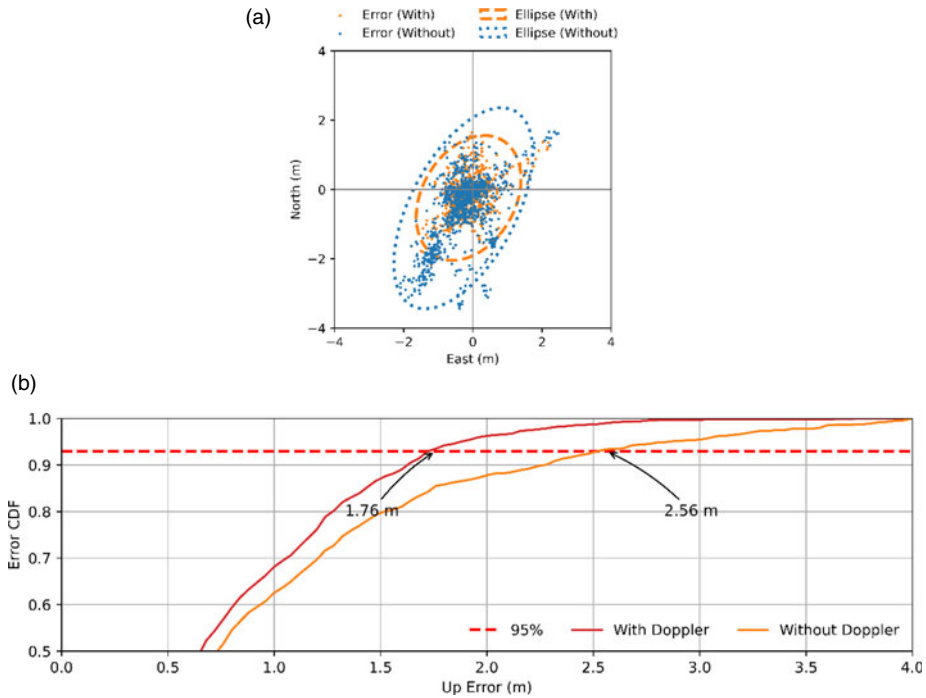 (a)
Error (With) Ellipse (With)
Error (Without) Ellipse (Without)
4
2
0
−2
−4
North (m)
−4 −2 0 2 4
East (m)
(b)
1.0
0.9
0.8
0.7
0.6
0.5
Error CDF
1.76 m 2.56 m
95% With Doppler Without Doppler
0.0 0.5 1.0 1.5 2.0 2.5 3.0 3.5 4.0
Up Error (m)